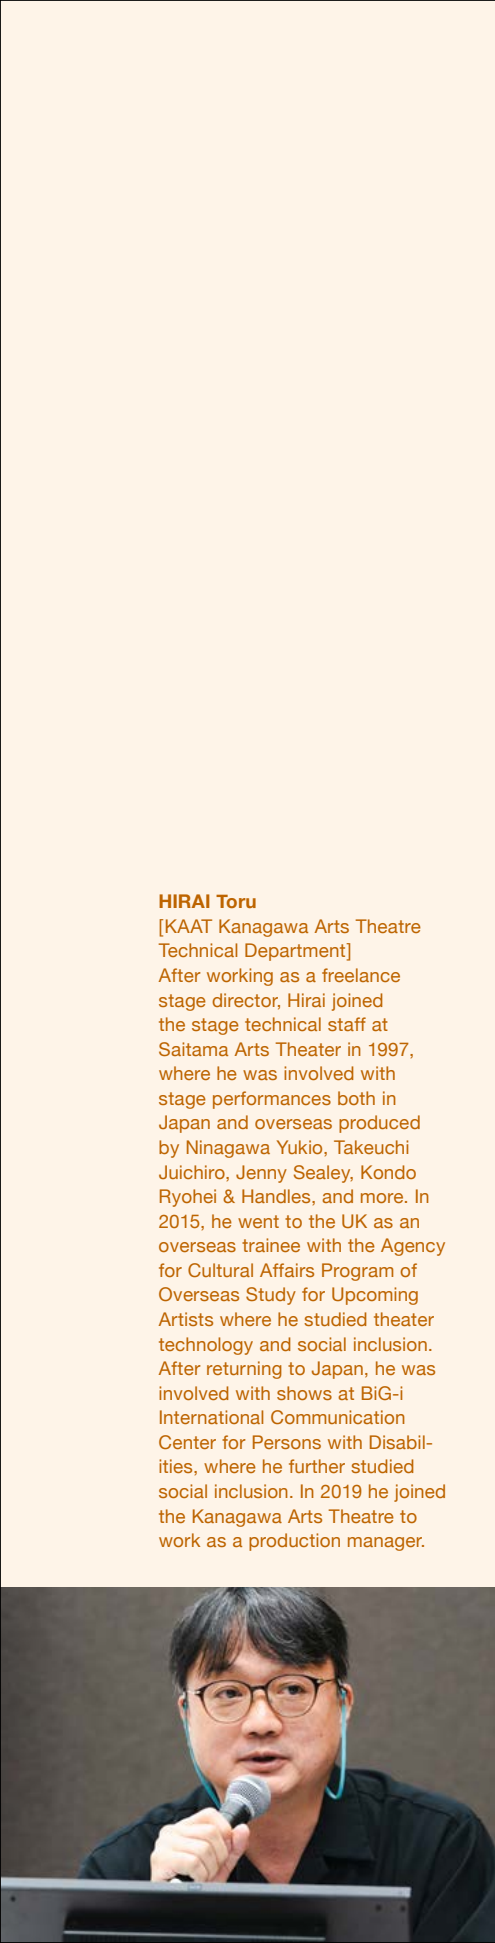 HIRAI Toru
[KAAT Kanagawa Arts Theatre
Technical Department]
After working as a freelance
stage director, Hirai joined
the stage technical staff at
Saitama Arts Theater in 1997,
where he was involved with
stage performances both in
Japan and overseas produced
by Ninagawa Yukio, Takeuchi
Juichiro, Jenny Sealey, Kondo
Ryohei & Handles, and more. In
2015, he went to the UK as an
overseas trainee with the Agency
for Cultural Affairs Program of
Overseas Study for Upcoming
Artists where he studied theater
technology and social inclusion.
After returning to Japan, he was
involved with shows at BiG-i
International Communication
Center for Persons with Disabil-
ities, where he further studied
social inclusion. In 2019 he joined
the Kanagawa Arts Theatre to
work as a production manager.